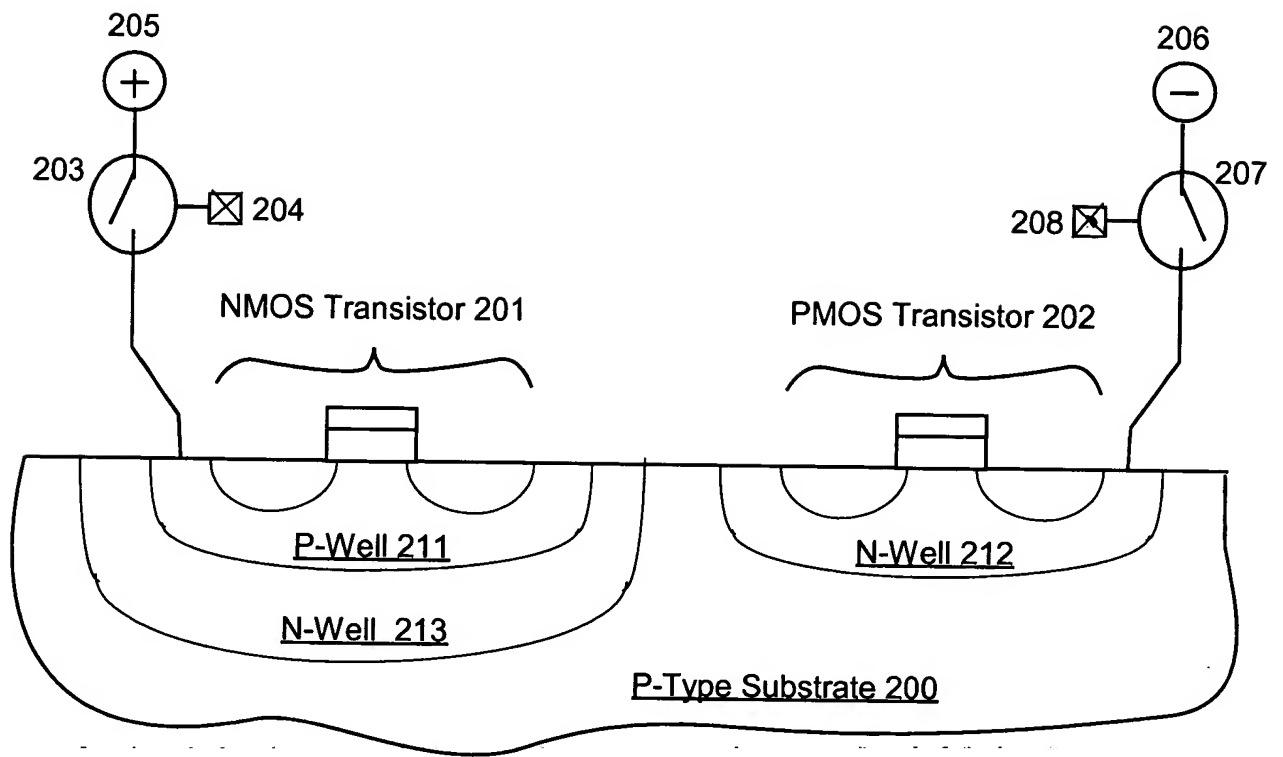 205
206
+
−
203
204
207
208
NMOS Transistor 201
PMOS Transistor 202
P-Well 211
N-Well 212
N-Well 213
P-Type Substrate 200